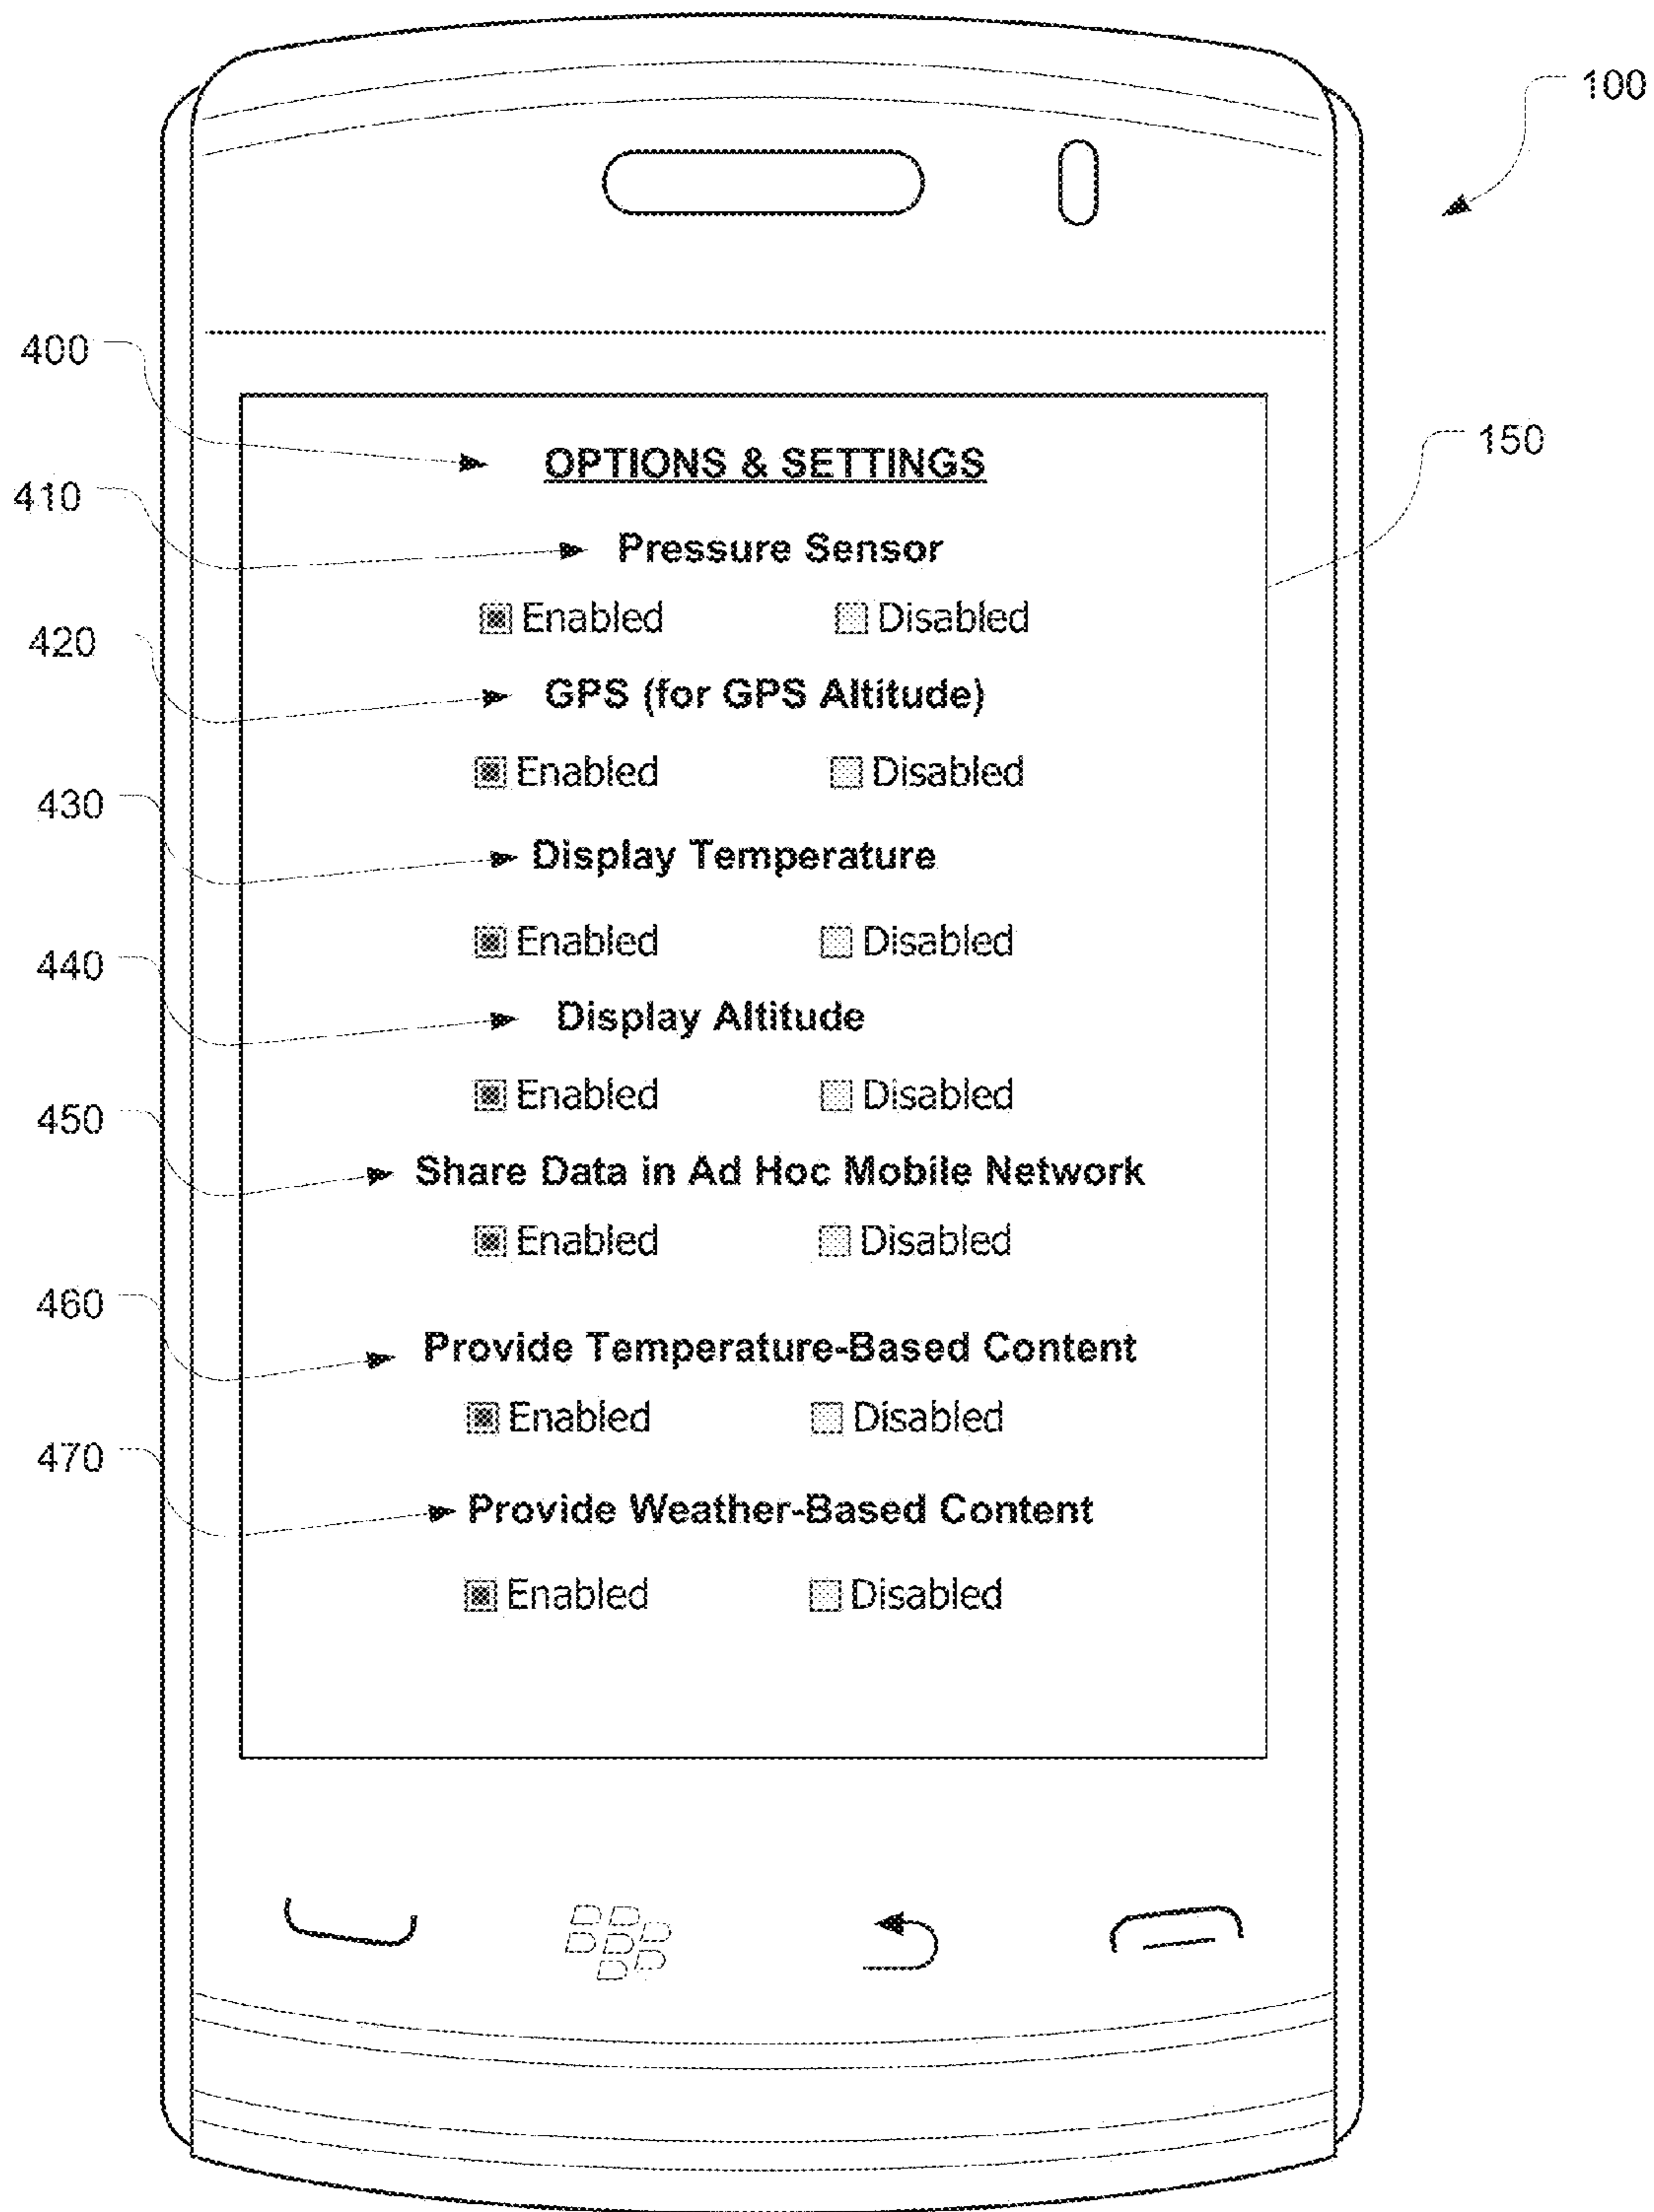 100
400
OPTIONS & SETTINGS
150
410
Pressure Sensor
Enabled Disabled
420
GPS (for GPS Altitude)
Enabled Disabled
430
Display Temperature
Enabled Disabled
440
Display Altitude
Enabled Disabled
450
Share Data in Ad Hoc Mobile Network
Enabled Disabled
460
Provide Temperature-Based Content
Enabled Disabled
470
Provide Weather-Based Content
Enabled Disabled